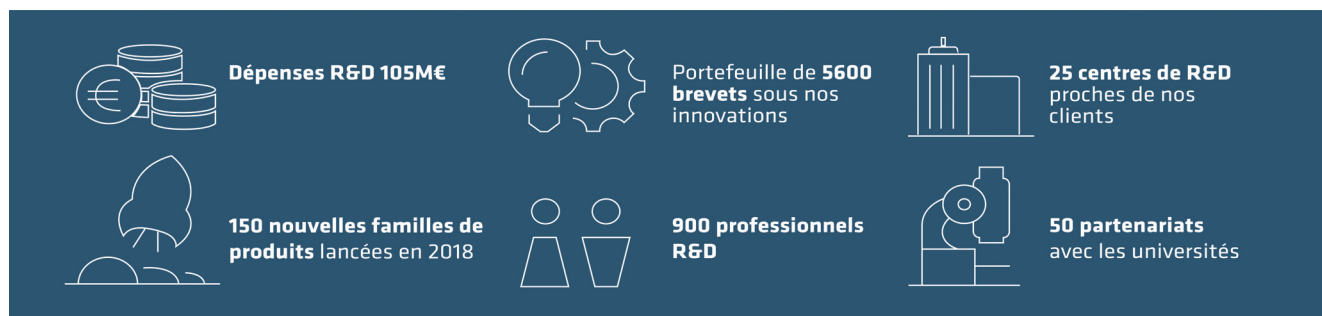 Dépenses R&D 105M€
Portefeuille de 5600
brevets sous nos
innovations
25 centres de R&D
proches de nos
clients
150 nouvelles familles de
produits lancées en 2018
900 professionnels
R&D
50 partenariats
avec les universités